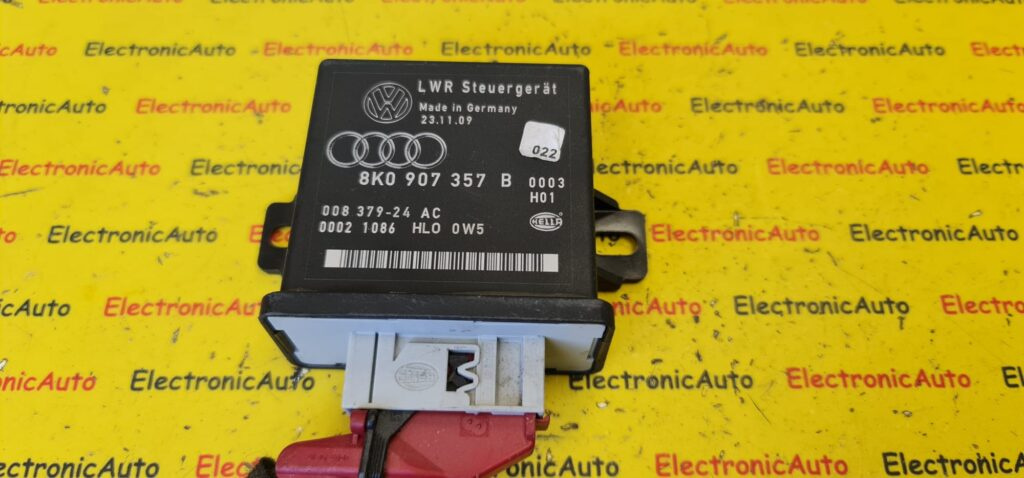 LWR Steuergerät
Made in Germany
23.11.09
022
8K0 907 357 B 0003
H01
008 379-24 AC
0002 1086 HLO 0W5
HELLA
ElectronicAuto